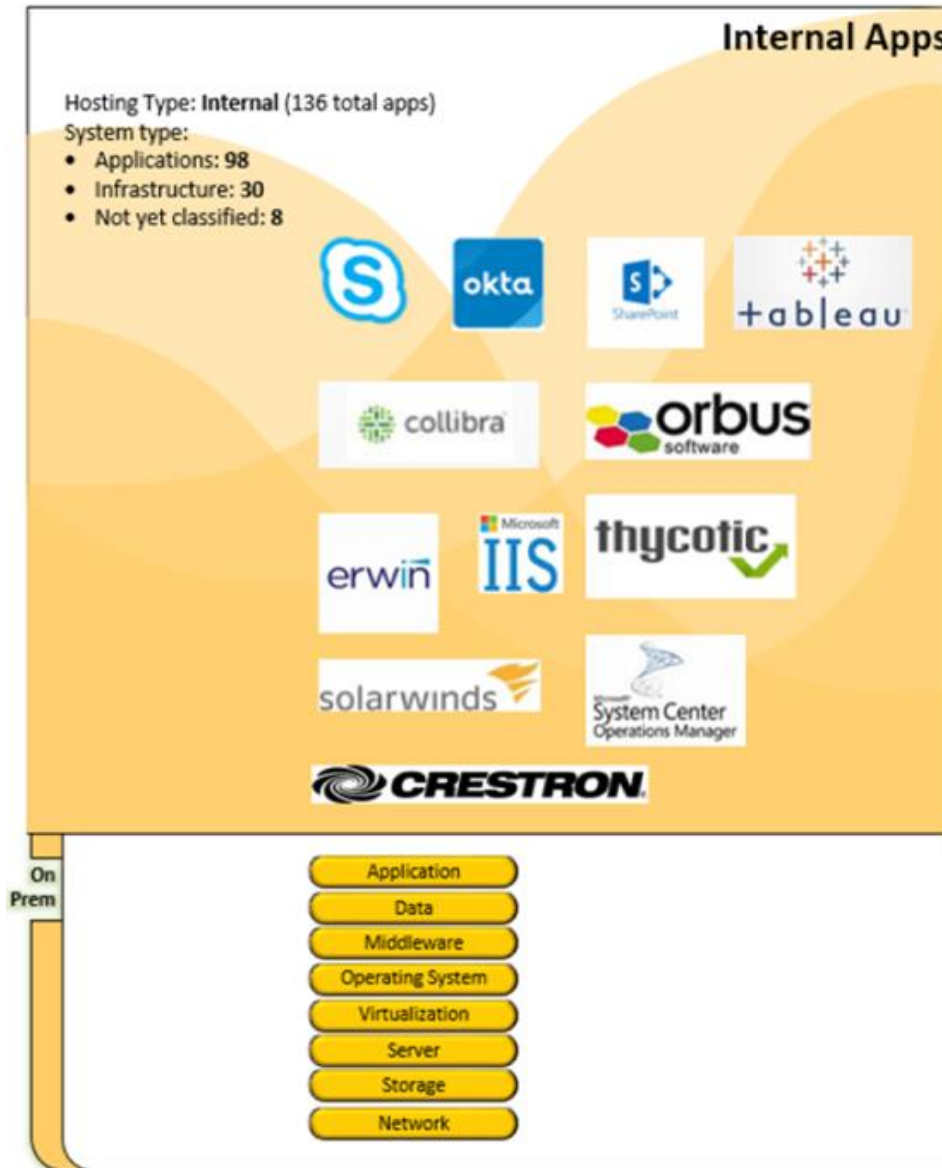 Internal Apps
Hosting Type: Internal (136 total apps)
System type:
• Applications: 98
• Infrastructure: 30
• Not yet classified: 8
S okta S SharePoint +ableau
collibra orbus software
erwin Microsoft IIS thycotic
solarwinds Microsoft System Center Operations Manager
CRESTRON
On
Prem
Application
Data
Middleware
Operating System
Virtualization
Server
Storage
Network